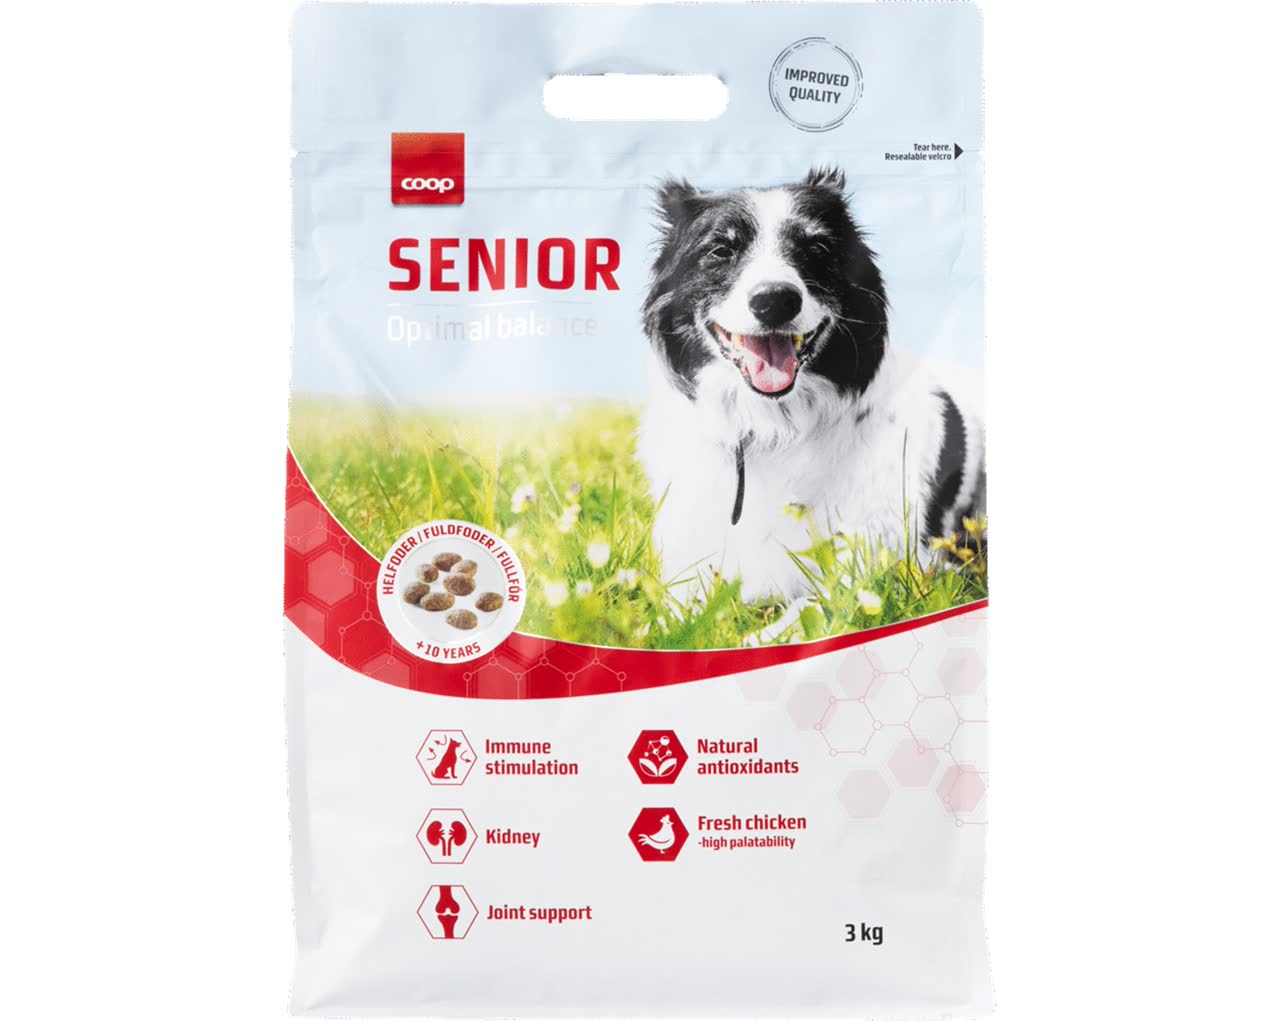 IMPROVED
QUALITY
Tear here.
Resealable velcro
coop
SENIOR
Optimal balance
HELFODER/FULDFODER/FULLFÓR
+10 YEARS
Immune
stimulation
Natural
antioxidants
Kidney
Fresh chicken
-high palatability
Joint support
3 kg